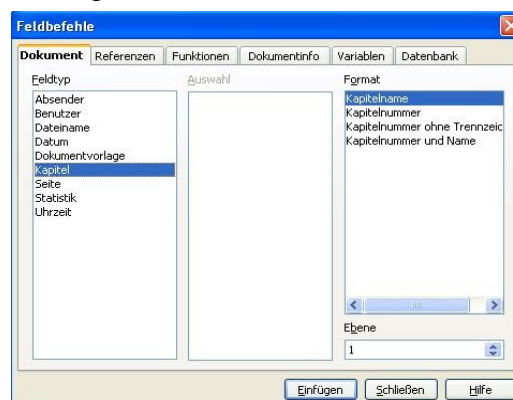 Feldbefehle
Dokument Referenzen Funktionen Dokumentinfo Variablen Datenbank
Feldtyp
Absender
Benutzer
Dateiname
Datum
Dokumentvorlage
Kapitel
Seite
Statistik
Uhrzeit
Auswahl
Format
Kapitelname
Kapitelnummer
Kapitelnummer ohne Trennzeic
Kapitelnummer und Name
Ebene
1
Einfügen Schließen Hilfe